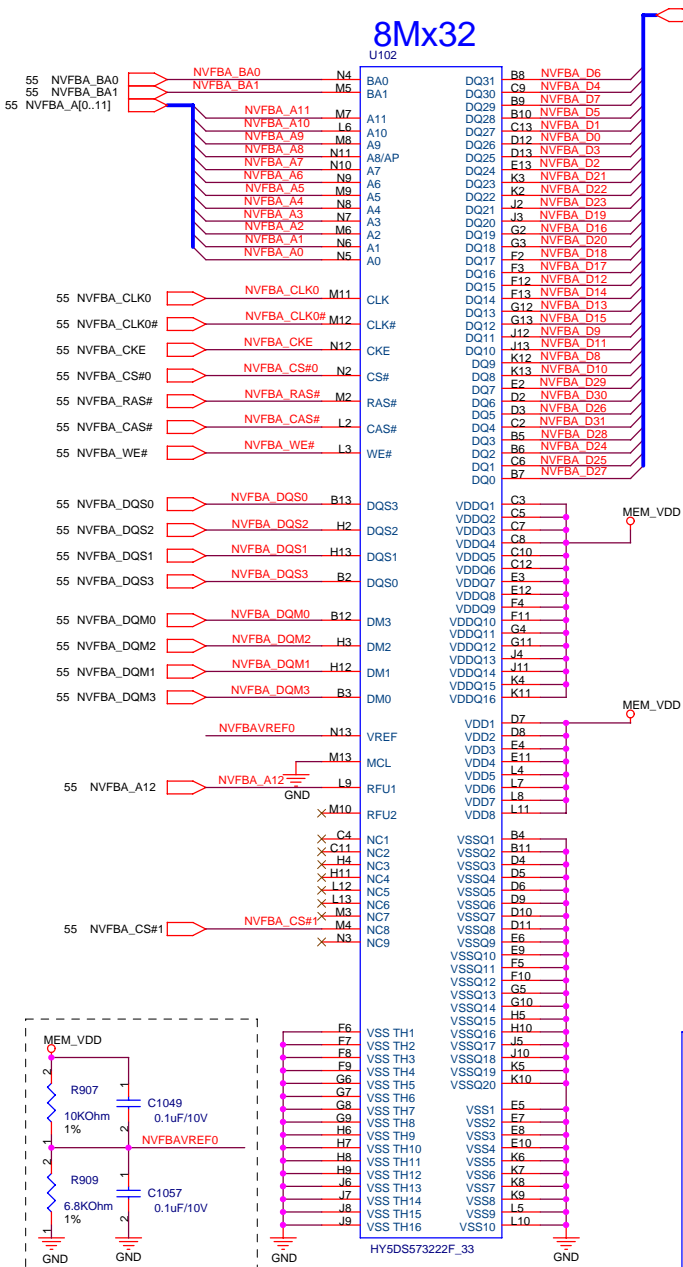 8Mx32
U102
55 NVFBA_BA0 NVFBA_BA0 N4 BA0
55 NVFBA_BA1 NVFBA_BA1 M5 BA1
55 NVFBA_A[0..11]
NVFBA_A11 M7 A11
NVFBA_A10 L6 A10
NVFBA_A9 M8 A9
NVFBA_A8 N11 A8/AP
NVFBA_A7 N10 A7
NVFBA_A6 N9 A6
NVFBA_A5 M9 A5
NVFBA_A4 N8 A4
NVFBA_A3 N7 A3
NVFBA_A2 M6 A2
NVFBA_A1 N6 A1
NVFBA_A0 N5 A0
55 NVFBA_CLK0 NVFBA_CLK0 M11 CLK
55 NVFBA_CLK0# NVFBA_CLK0# M12 CLK#
55 NVFBA_CKE NVFBA_CKE N12 CKE
55 NVFBA_CS#0 NVFBA_CS#0 N2 CS#
55 NVFBA_RAS# NVFBA_RAS# M2 RAS#
55 NVFBA_CAS# NVFBA_CAS# L2 CAS#
55 NVFBA_WE# NVFBA_WE# L3 WE#
55 NVFBA_DQS0 NVFBA_DQS0 B13 DQS3
55 NVFBA_DQS2 NVFBA_DQS2 H2 DQS2
55 NVFBA_DQS1 NVFBA_DQS1 H13 DQS1
55 NVFBA_DQS3 NVFBA_DQS3 B2 DQS0
55 NVFBA_DQM0 NVFBA_DQM0 B12 DM3
55 NVFBA_DQM2 NVFBA_DQM2 H3 DM2
55 NVFBA_DQM1 NVFBA_DQM1 H12 DM1
55 NVFBA_DQM3 NVFBA_DQM3 B3 DM0
NVFBAVREF0 N13 VREF
M13 MCL
GND
55 NVFBA_A12 NVFBA_A12 L9 RFU1
M10 RFU2
C4 NC1
C11 NC2
H4 NC3
H11 NC4
L12 NC5
L13 NC6
M3 NC7
55 NVFBA_CS#1 NVFBA_CS#1 M4 NC8
N3 NC9
F6 VSS TH1
F7 VSS TH2
F8 VSS TH3
F9 VSS TH4
G6 VSS TH5
G7 VSS TH6
G8 VSS TH7
G9 VSS TH8
H6 VSS TH9
H7 VSS TH10
H8 VSS TH11
H9 VSS TH12
J6 VSS TH13
J7 VSS TH14
J8 VSS TH15
J9 VSS TH16
GND
DQ31 B8 NVFBA_D6
DQ30 C9 NVFBA_D4
DQ29 B9 NVFBA_D7
DQ28 B10 NVFBA_D5
DQ27 C13 NVFBA_D1
DQ26 D12 NVFBA_D0
DQ25 D13 NVFBA_D3
DQ24 E13 NVFBA_D2
DQ23 K3 NVFBA_D21
DQ22 K2 NVFBA_D22
DQ21 J2 NVFBA_D23
DQ20 J3 NVFBA_D19
DQ19 G2 NVFBA_D16
DQ18 G3 NVFBA_D20
DQ17 F2 NVFBA_D18
DQ16 F3 NVFBA_D17
DQ15 F12 NVFBA_D12
DQ14 F13 NVFBA_D14
DQ13 G12 NVFBA_D13
DQ12 G13 NVFBA_D15
DQ11 J12 NVFBA_D9
DQ10 J13 NVFBA_D11
DQ9 K12 NVFBA_D8
DQ8 K13 NVFBA_D10
DQ7 E2 NVFBA_D29
DQ6 D2 NVFBA_D30
DQ5 D3 NVFBA_D26
DQ4 C2 NVFBA_D31
DQ3 B5 NVFBA_D28
DQ2 B6 NVFBA_D24
DQ1 C6 NVFBA_D25
DQ0 B7 NVFBA_D27
VDDQ1 C3
VDDQ2 C5
VDDQ3 C7
VDDQ4 C8
VDDQ5 C10
VDDQ6 C12
VDDQ7 E3
VDDQ8 E12
VDDQ9 F4
VDDQ10 F11
VDDQ11 G4
VDDQ12 G11
VDDQ13 J4
VDDQ14 J11
VDDQ15 K4
VDDQ16 K11
MEM_VDD
VDD1 D7
VDD2 D8
VDD3 E4
VDD4 E11
VDD5 L4
VDD6 L7
VDD7 L8
VDD8 L11
MEM_VDD
VSSQ1 B4
VSSQ2 B11
VSSQ3 D4
VSSQ4 D5
VSSQ5 D6
VSSQ6 D9
VSSQ7 D10
VSSQ8 D11
VSSQ9 E6
VSSQ10 E9
VSSQ11 F5
VSSQ12 F10
VSSQ13 G5
VSSQ14 G10
VSSQ15 H5
VSSQ16 H10
VSSQ17 J5
VSSQ18 J10
VSSQ19 K5
VSSQ20 K10
VSS1 E5
VSS2 E7
VSS3 E8
VSS4 E10
VSS5 K6
VSS6 K7
VSS7 K8
VSS8 K9
VSS9 L5
VSS10 L10
GND
HY5DS573222F_33
MEM_VDD
2 1
R907 C1049
10KOhm 0.1uF/10V
1%
1 2
NVFBAVREF0
2 1
R909 C1057
6.8KOhm 0.1uF/10V
1%
1 2
GND GND